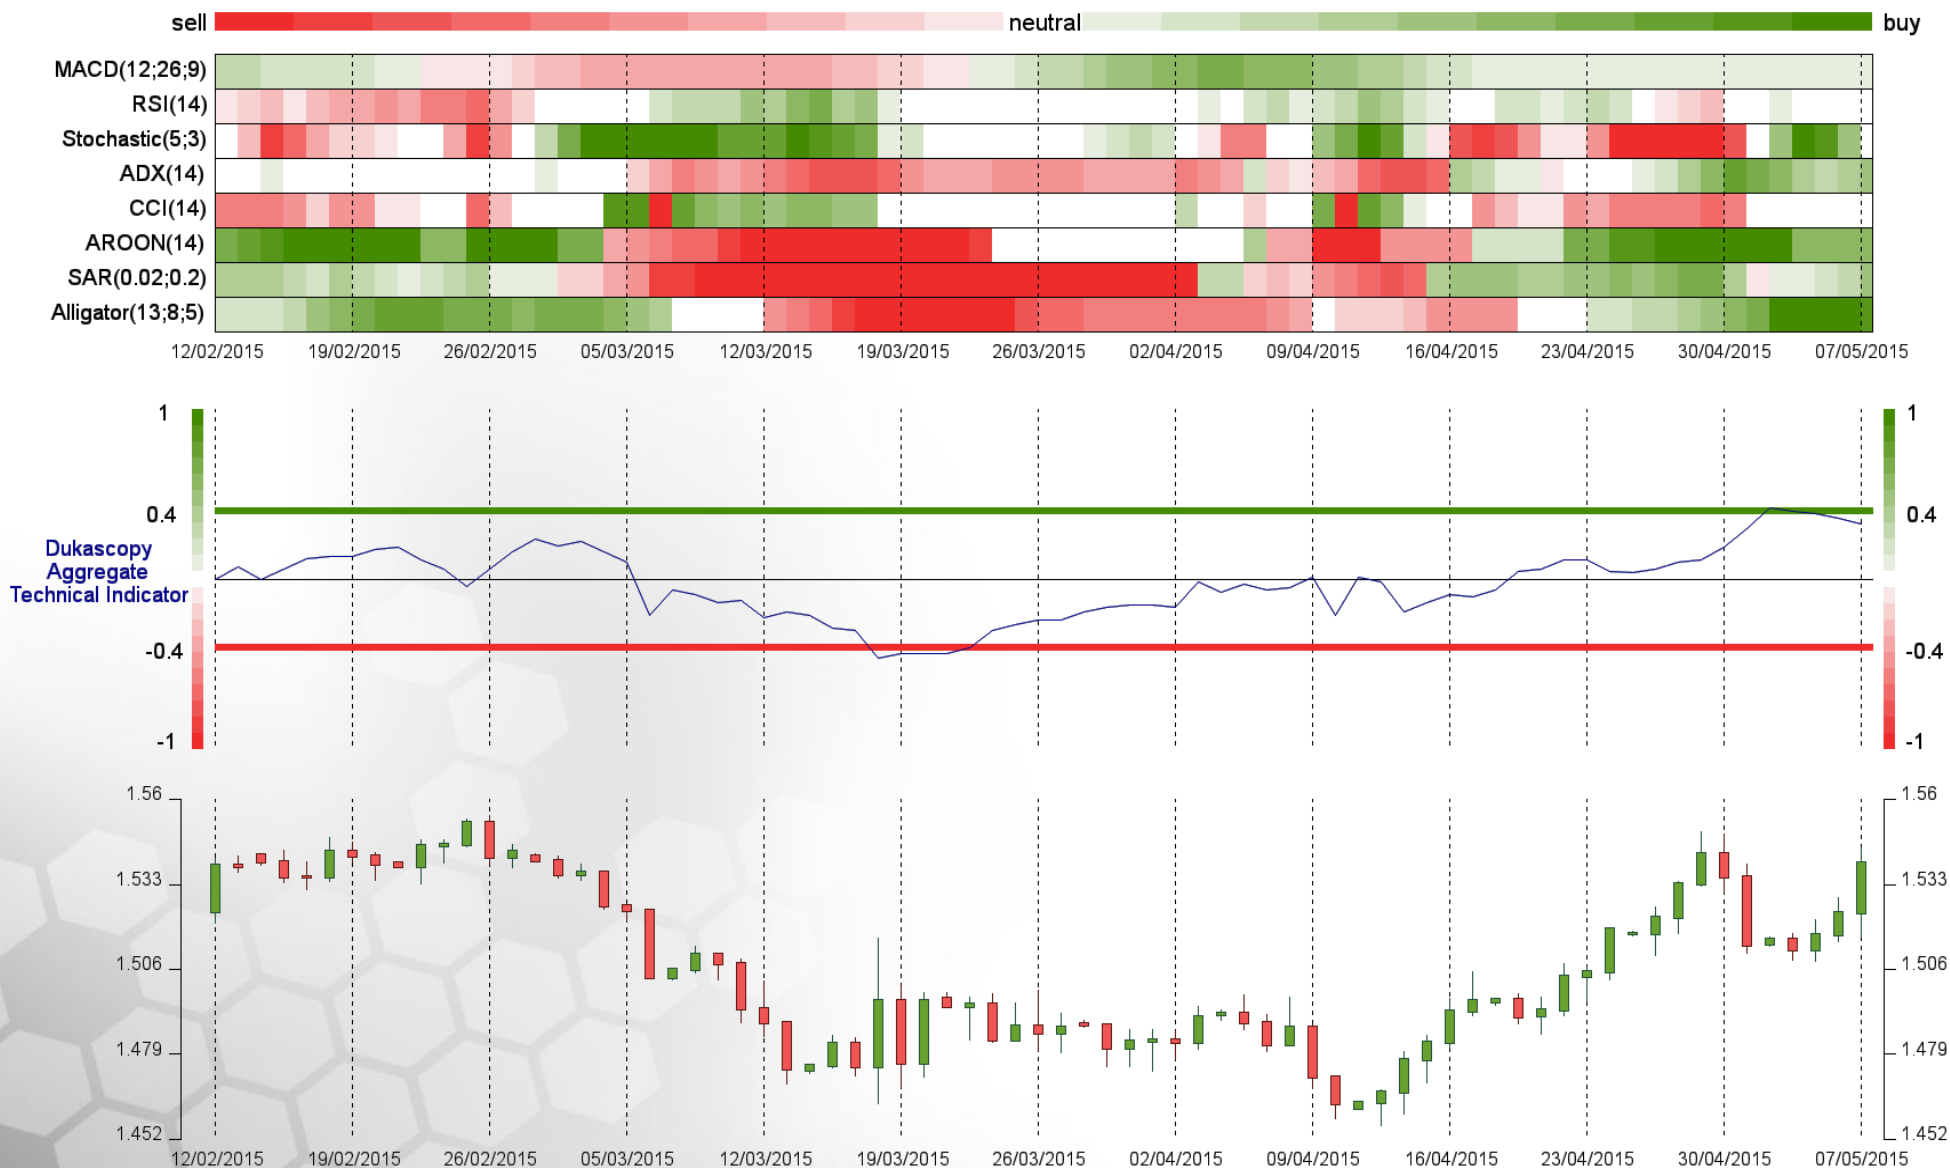 sell neutral buy
MACD(12;26;9)
RSI(14)
Stochastic(5;3)
ADX(14)
CCI(14)
AROON(14)
SAR(0.02;0.2)
Alligator(13;8;5)
12/02/2015 19/02/2015 26/02/2015 05/03/2015 12/03/2015 19/03/2015 26/03/2015 02/04/2015 09/04/2015 16/04/2015 23/04/2015 30/04/2015 07/05/2015
1 1
0.4 0.4
Dukascopy
Aggregate
Technical Indicator
-0.4 -0.4
-1 -1
1.56 1.56
1.533 1.533
1.506 1.506
1.479 1.479
1.452 1.452
12/02/2015 19/02/2015 26/02/2015 05/03/2015 12/03/2015 19/03/2015 26/03/2015 02/04/2015 09/04/2015 16/04/2015 23/04/2015 30/04/2015 07/05/2015